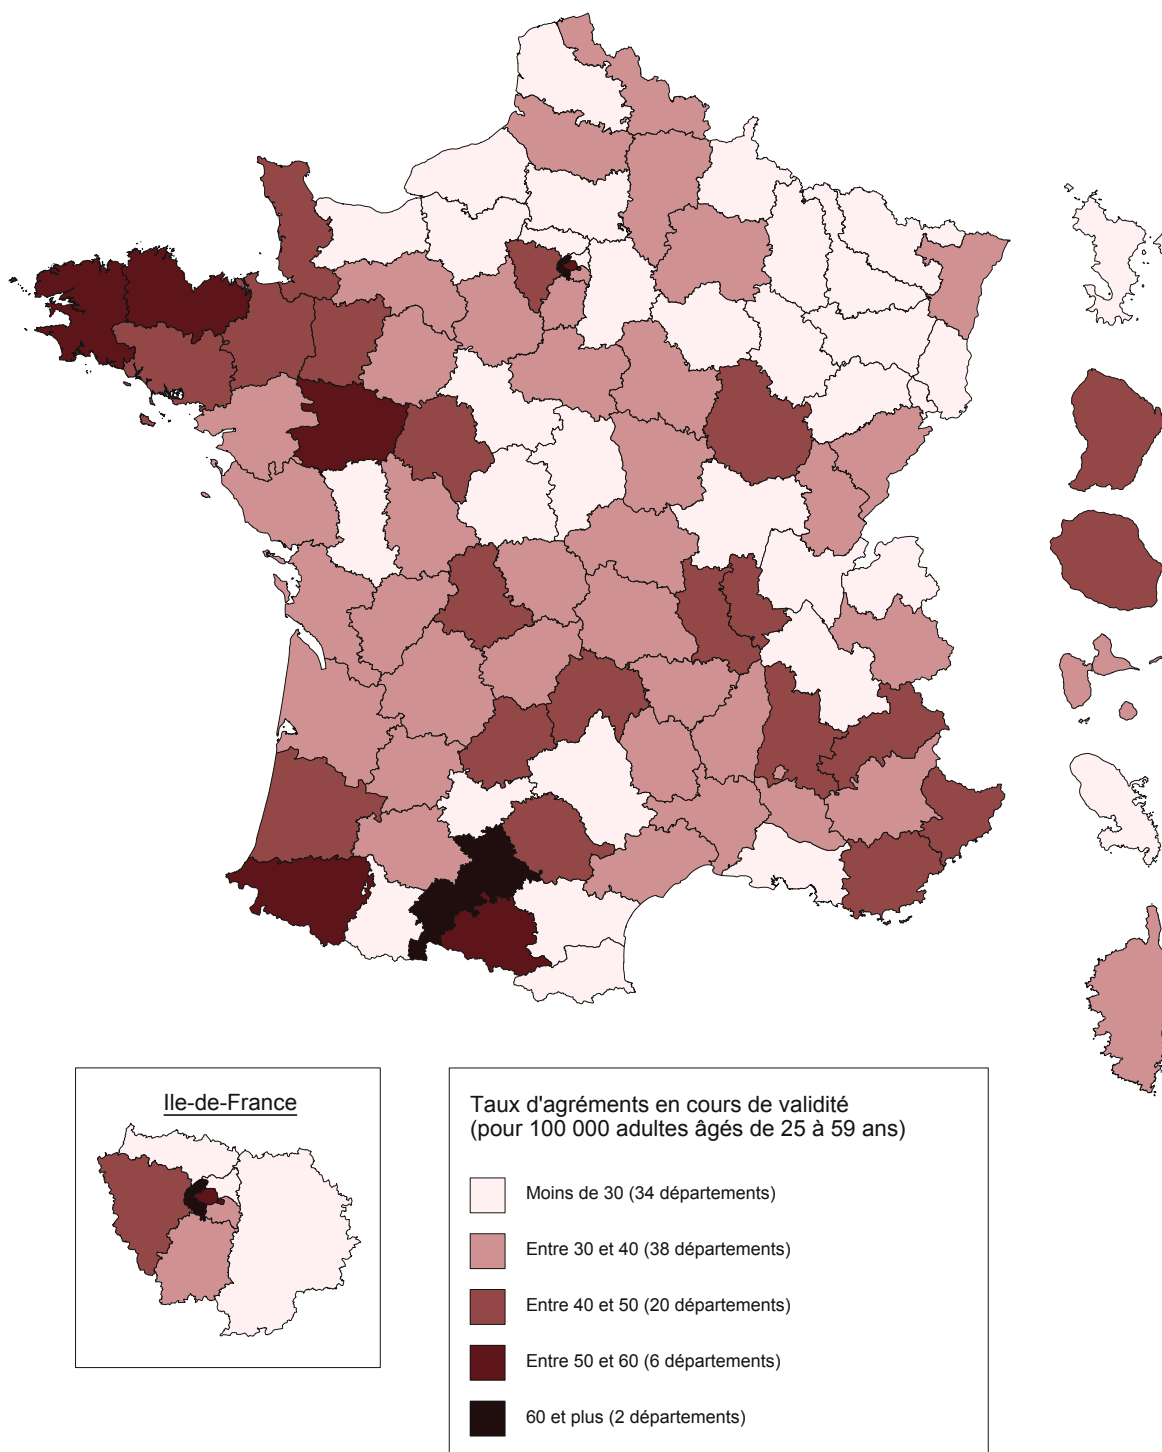 Ile-de-France
Taux d'agréments en cours de validité
(pour 100 000 adultes âgés de 25 à 59 ans)
Moins de 30 (34 départements)
Entre 30 et 40 (38 départements)
Entre 40 et 50 (20 départements)
Entre 50 et 60 (6 départements)
60 et plus (2 départements)